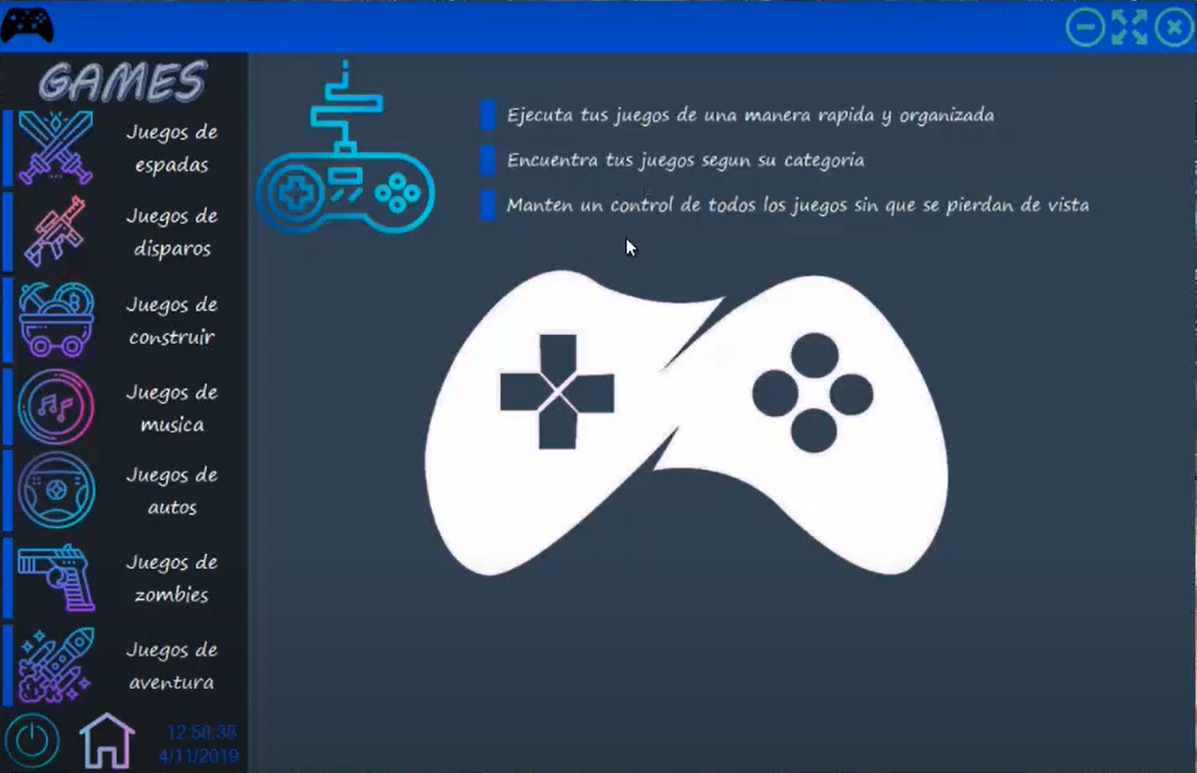 GAMES
Juegos de
espadas
Juegos de
disparos
Juegos de
construir
Juegos de
musica
Juegos de
autos
Juegos de
zombies
Juegos de
aventura
12:58:38
4/11/2019
Ejecuta tus juegos de una manera rapida y organizada
Encuentra tus juegos segun su categoria
Manten un control de todos los juegos sin que se pierdan de vista